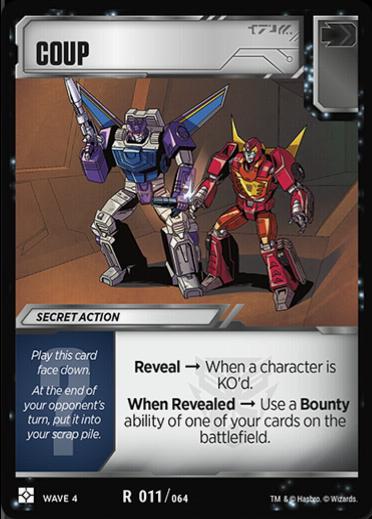 COUP
SECRET ACTION
Play this card
face down.
At the end of
your opponent's
turn, put it into
your scrap pile.
Reveal → When a character is
KO'd.
When Revealed → Use a Bounty
ability of one of your cards on the
battlefield.
WAVE 4
R 011/064
TM & © Hasbro. © Wizards.